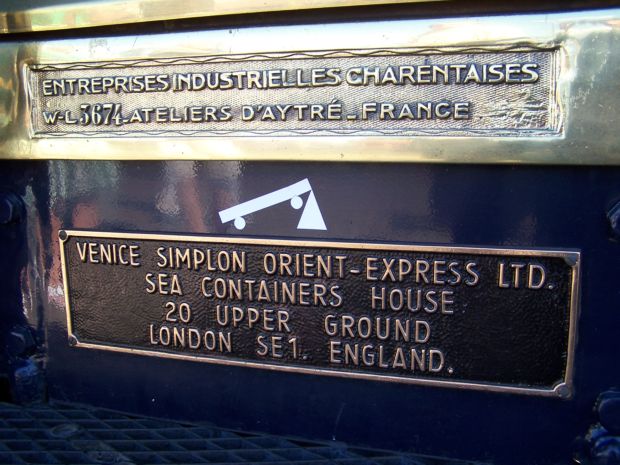 ENTREPRISES INDUSTRIELLES CHARENTAISES
W-L 3674_ATELIERS D'AYTRÉ_FRANCE
VENICE SIMPLON ORIENT-EXPRESS LTD.
SEA CONTAINERS HOUSE
20 UPPER GROUND
LONDON SE1. ENGLAND.